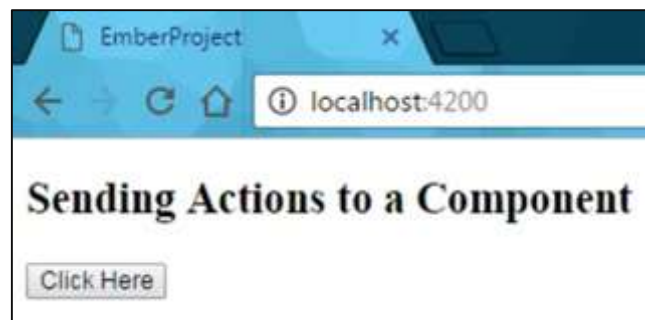 EmberProject
localhost:4200
Sending Actions to a Component
Click Here